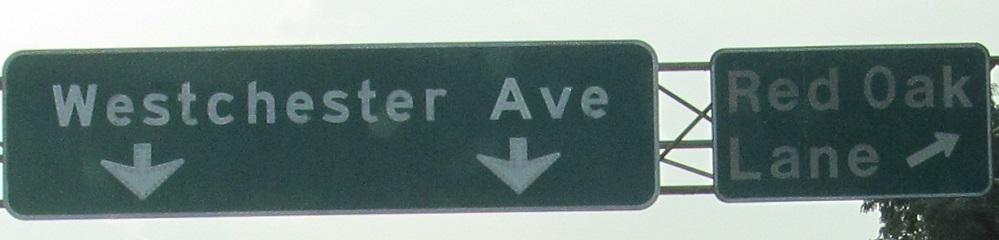 Westchester Ave
Red Oak
Lane